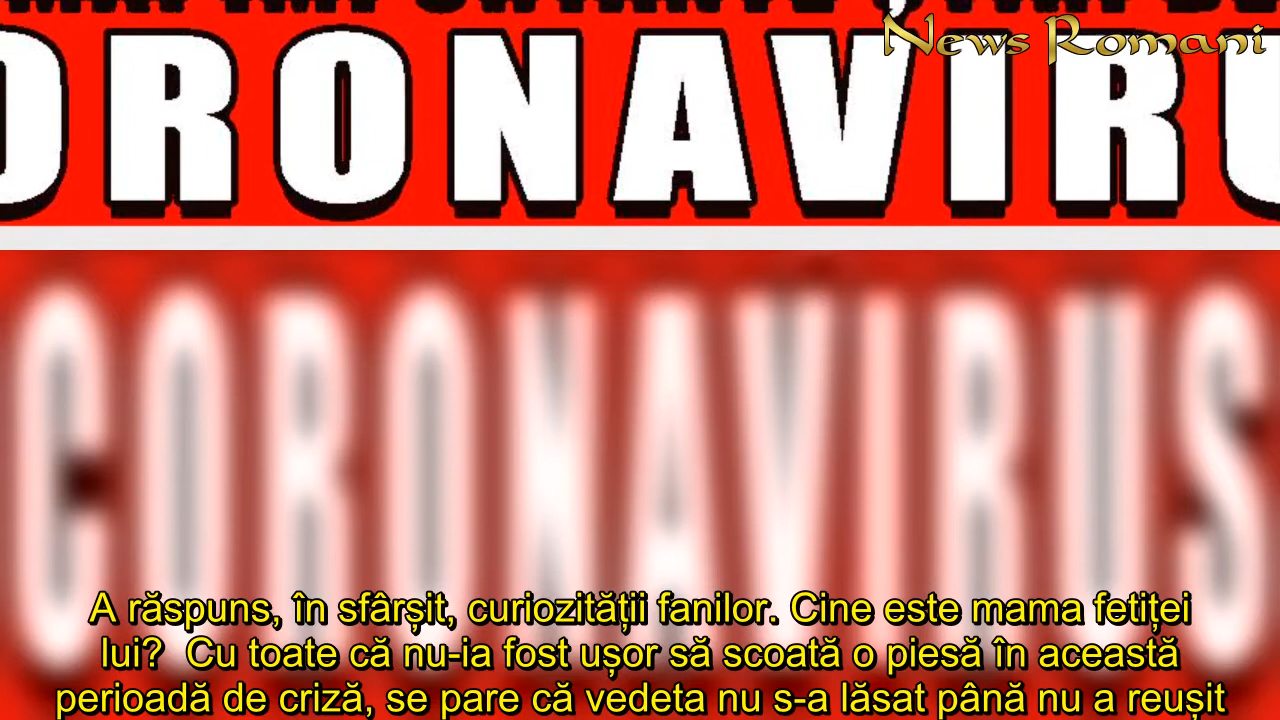 News Romani
ORONAVIRU
CORONAVIRUS
A răspuns, în sfârșit, curiozității fanilor. Cine este mama fetiței
lui?  Cu toate că nu-ia fost ușor să scoată o piesă în această
perioadă de criză, se pare că vedeta nu s-a lăsat până nu a reușit